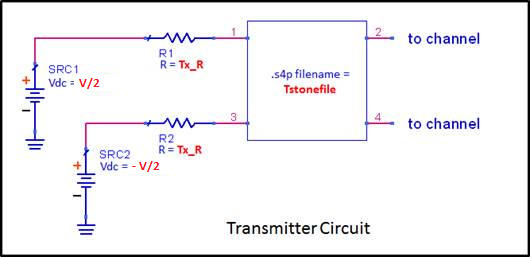 1
2
to channel
R1
R = Tx_R
SRC1
Vdc = V/2
+
−
.s4p filename =
Tstonefile
3
4
to channel
R2
R = Tx_R
SRC2
Vdc = - V/2
+
−
Transmitter Circuit